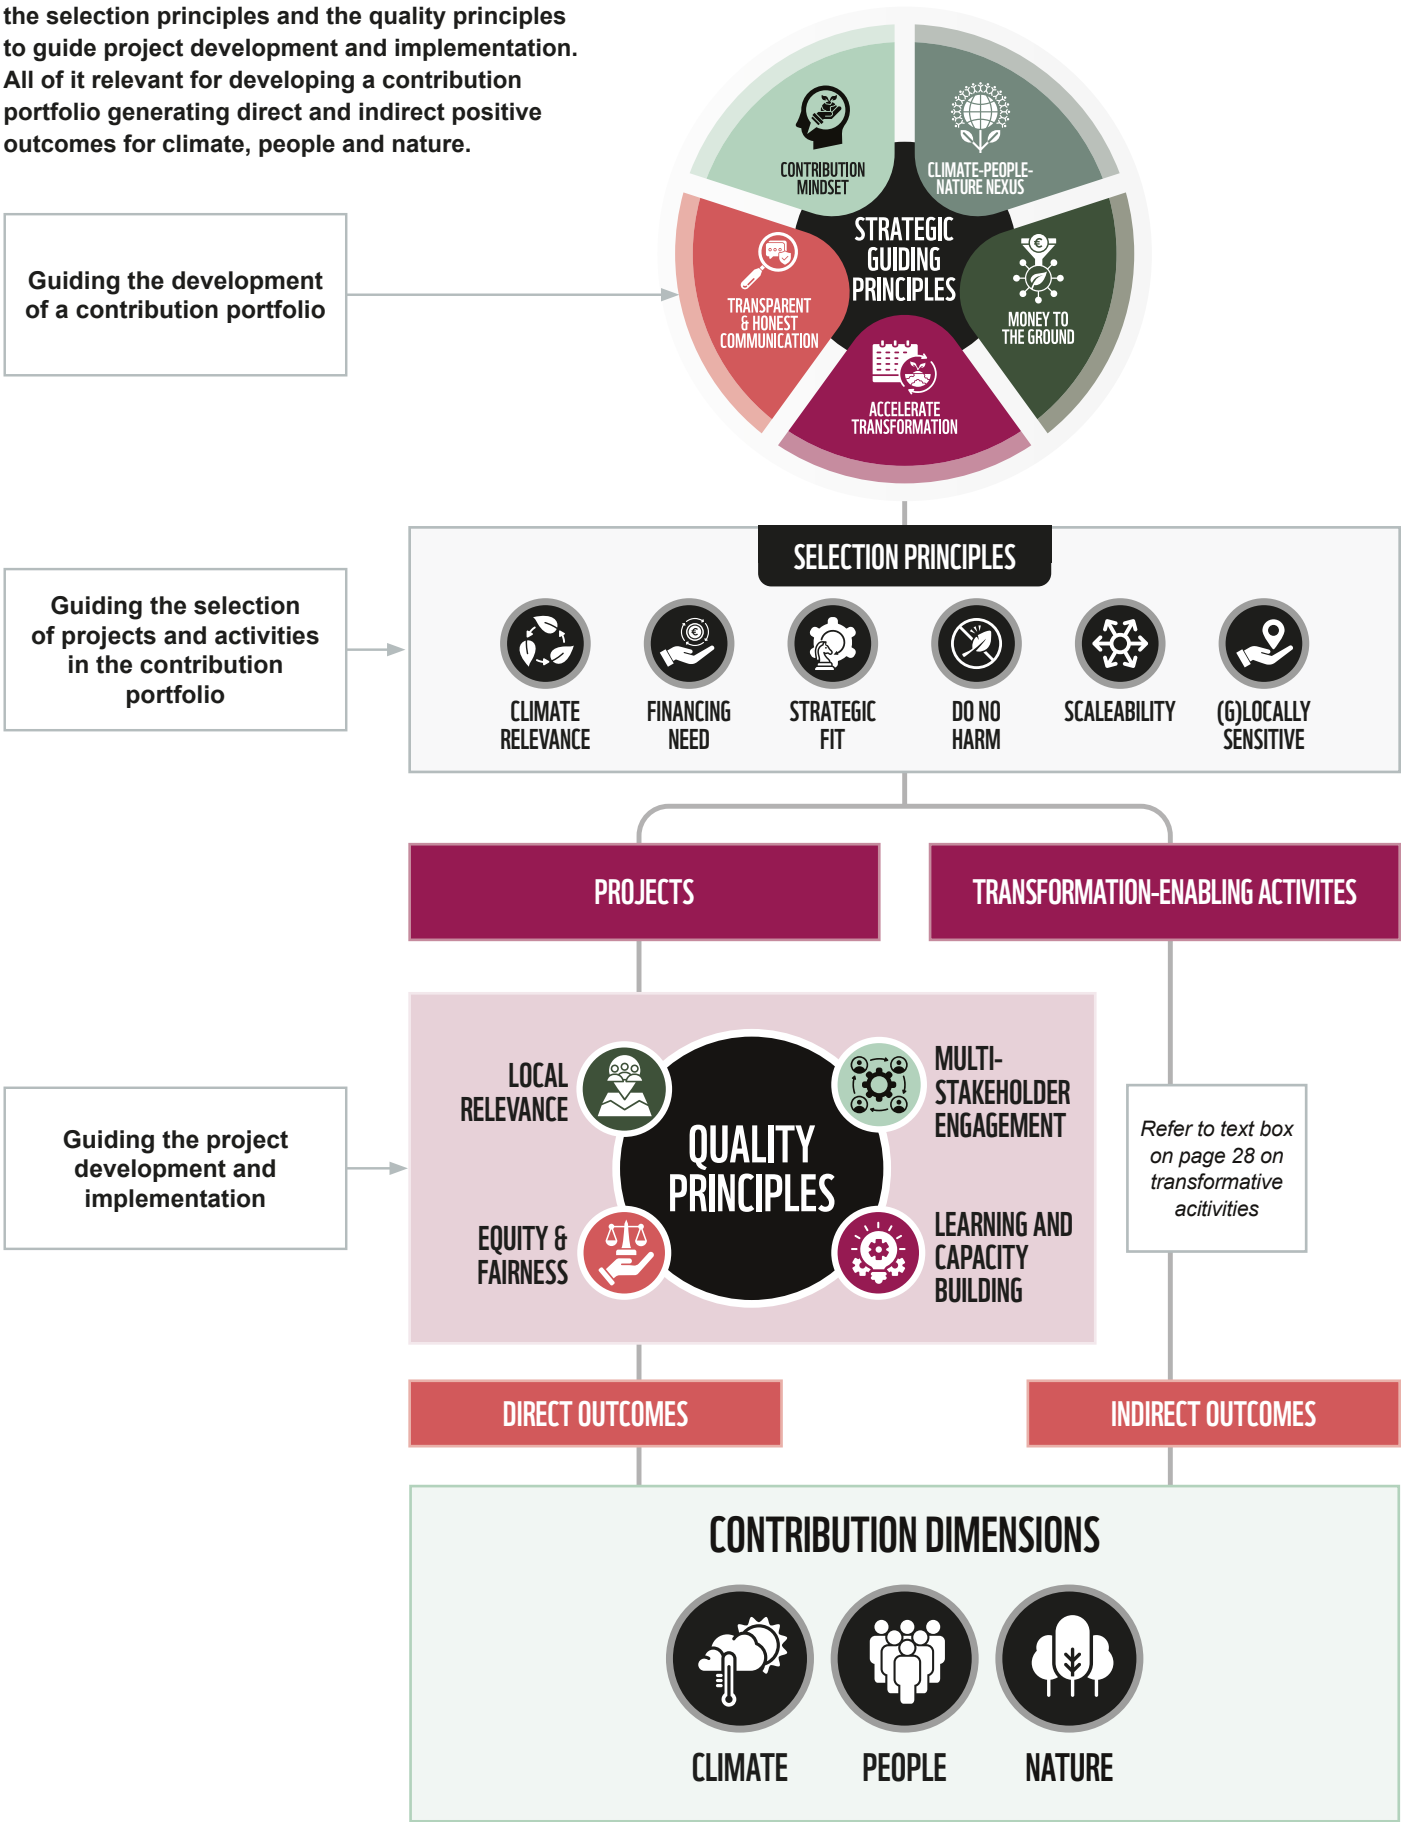 the selection principles and the quality principles
to guide project development and implementation.
All of it relevant for developing a contribution
portfolio generating direct and indirect positive
outcomes for climate, people and nature.
CONTRIBUTION
MINDSET
CLIMATE-PEOPLE-
NATURE NEXUS
STRATEGIC
GUIDING
PRINCIPLES
TRANSPARENT
& HONEST
COMMUNICATION
MONEY TO
THE GROUND
ACCELERATE
TRANSFORMATION
Guiding the development
of a contribution portfolio
SELECTION PRINCIPLES
Guiding the selection
of projects and activities
in the contribution
portfolio
CLIMATE
RELEVANCE
FINANCING
NEED
STRATEGIC
FIT
DO NO
HARM
SCALEABILITY
(G)LOCALLY
SENSITIVE
PROJECTS
TRANSFORMATION-ENABLING ACTIVITES
Guiding the project
development and
implementation
LOCAL
RELEVANCE
MULTI-
STAKEHOLDER
ENGAGEMENT
QUALITY
PRINCIPLES
EQUITY &
FAIRNESS
LEARNING AND
CAPACITY
BUILDING
Refer to text box
on page 28 on
transformative
acitivities
DIRECT OUTCOMES
INDIRECT OUTCOMES
CONTRIBUTION DIMENSIONS
CLIMATE
PEOPLE
NATURE